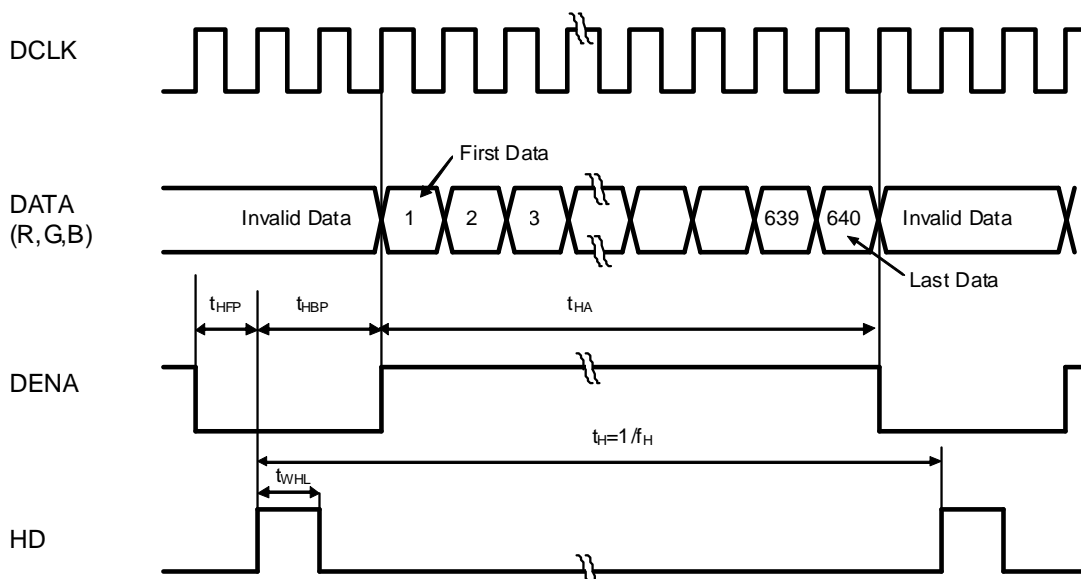 DCLK
First Data
DATA
(R,G,B)
Invalid Data
1
2
3
639
640
Invalid Data
Last Data
tHFP
tHBP
tHA
DENA
tH=1/fH
tWHL
HD